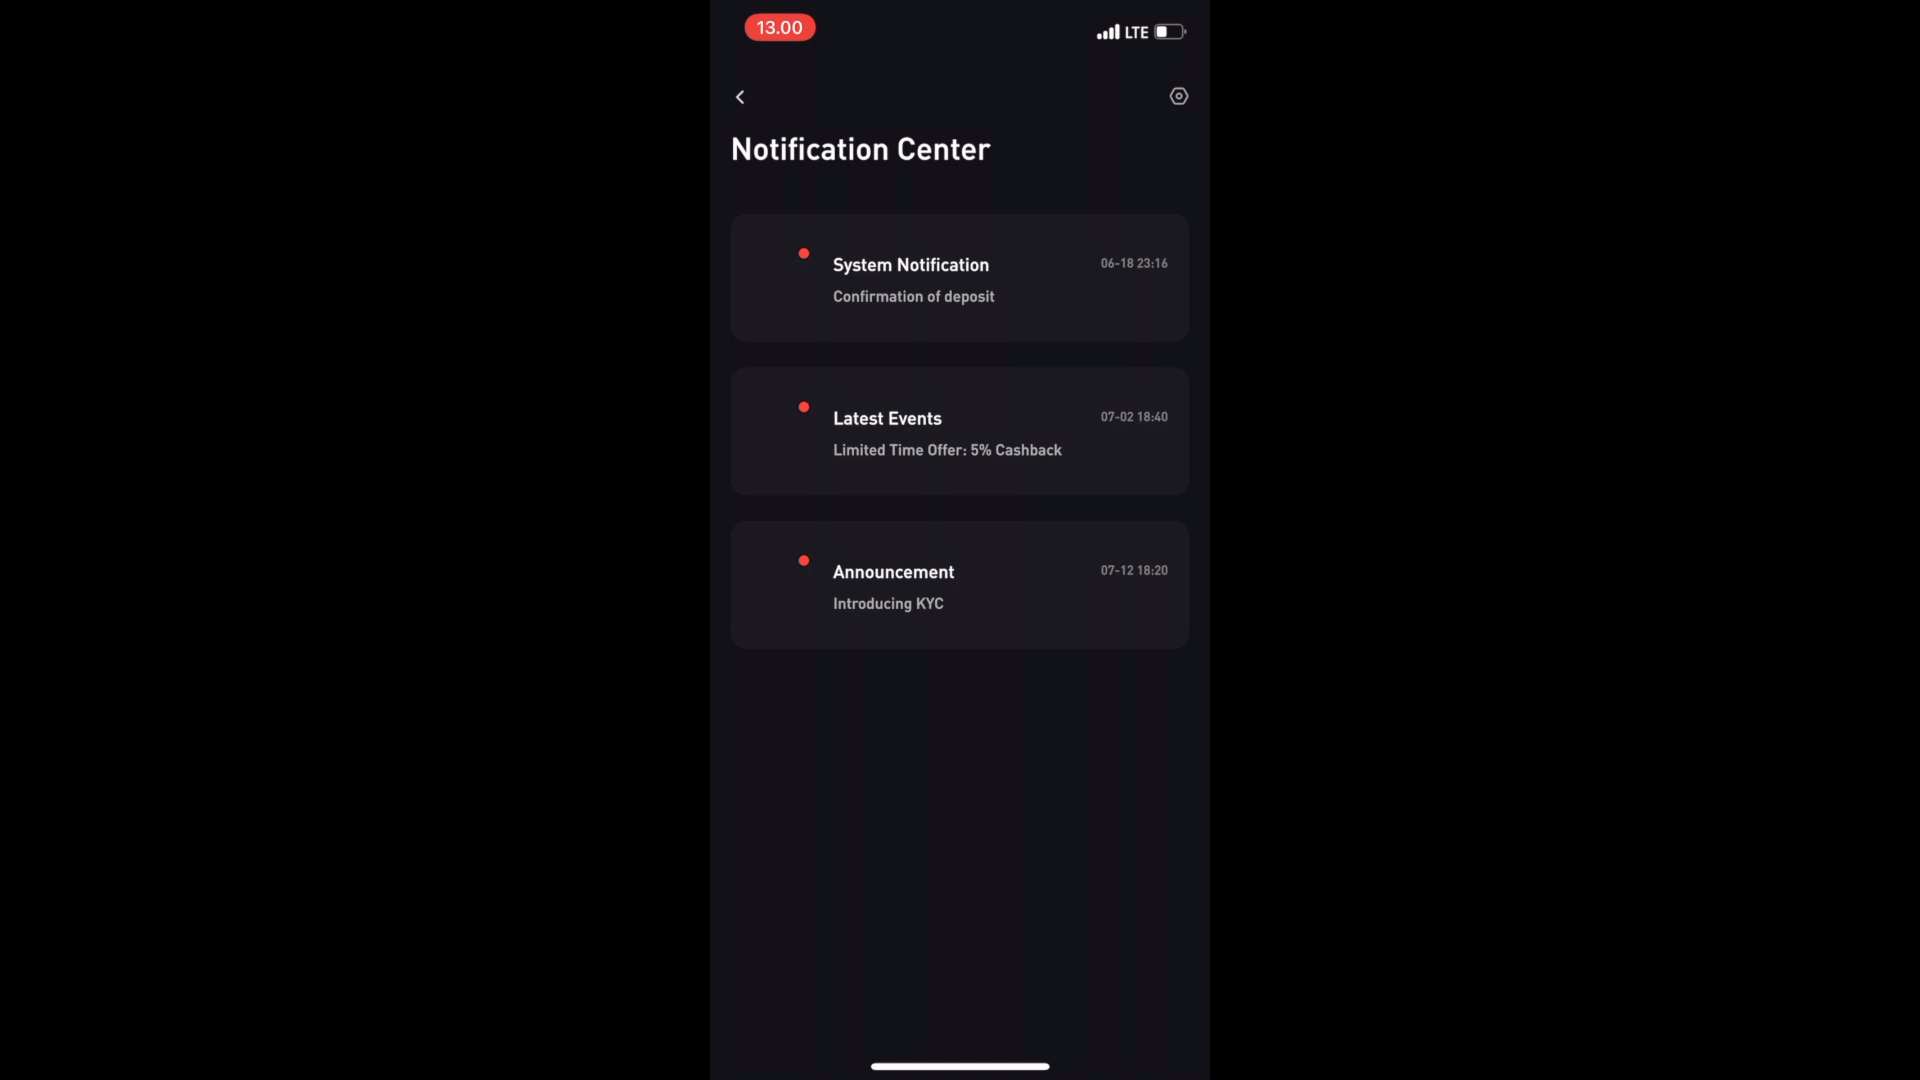 13.00
LTE
Notification Center
System Notification
06-18 23:16
Confirmation of deposit
Latest Events
07-02 18:40
Limited Time Offer: 5% Cashback
Announcement
07-12 18:20
Introducing KYC